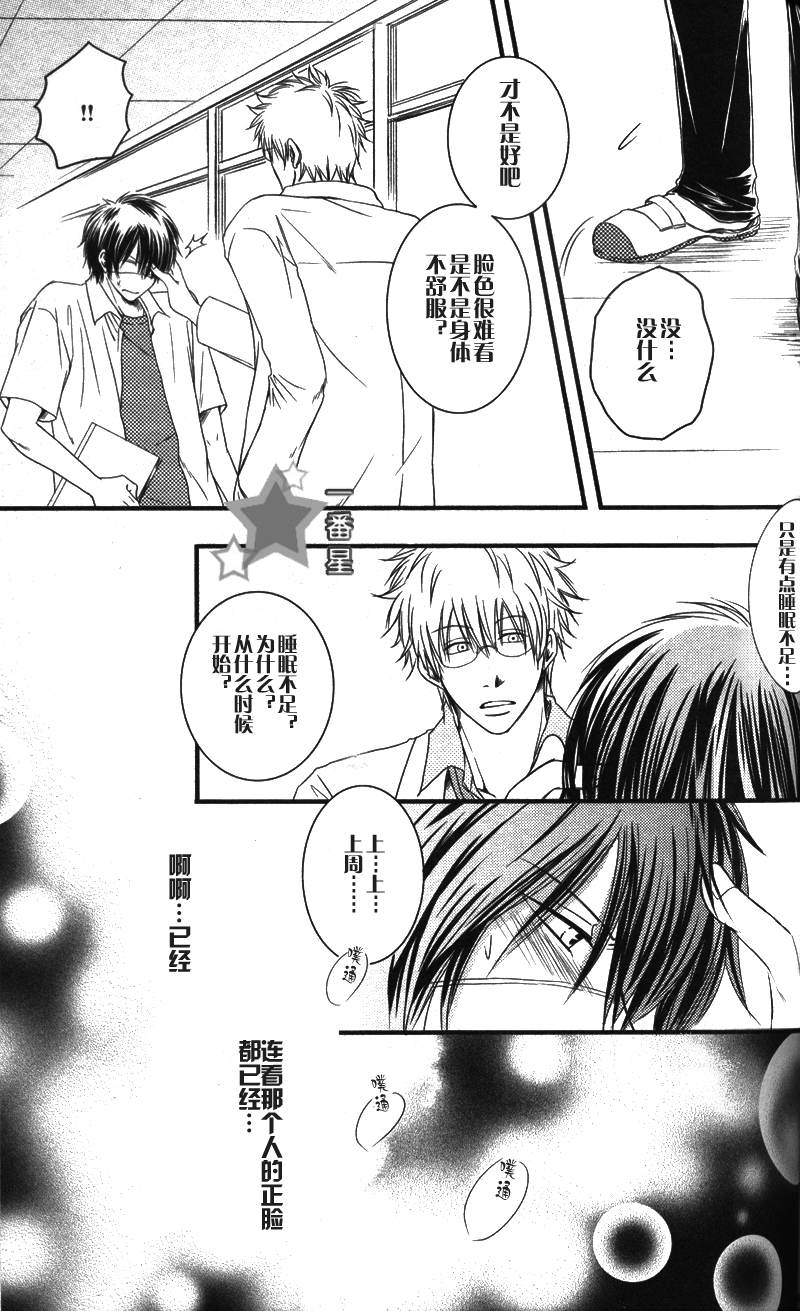 没…
没什么
才不是好吧
脸色很难看
是不是身体
不舒服？
!!
只是有点睡眠不足…
睡眠不足？
为什么？
从什么时候
开始？
上…上…
上周……
噗通
啊啊…已经
噗通
噗通
连看那个人的正脸
都已经…
一番星